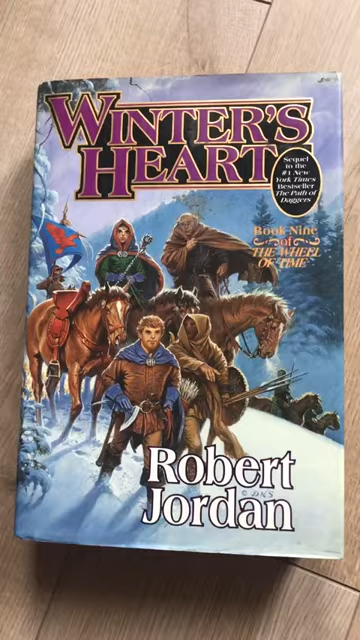 WINTER'S
HEART
Sequel
to the
#1 New
York Times
Bestseller
The Path of
Daggers
Book Nine
of
THE WHEEL
OF TIME
Robert
Jordan
© DKS